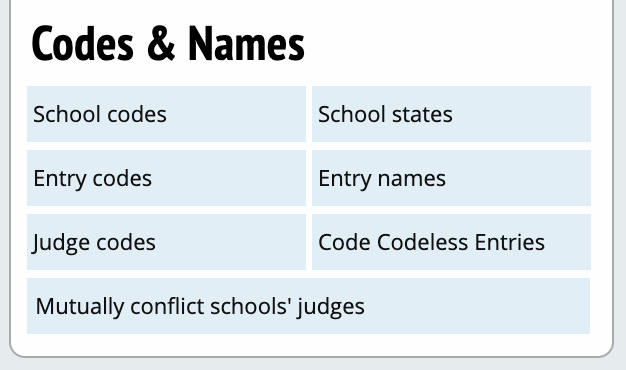 Codes & Names
School codes
School states
Entry codes
Entry names
Judge codes
Code Codeless Entries
Mutually conflict schools' judges